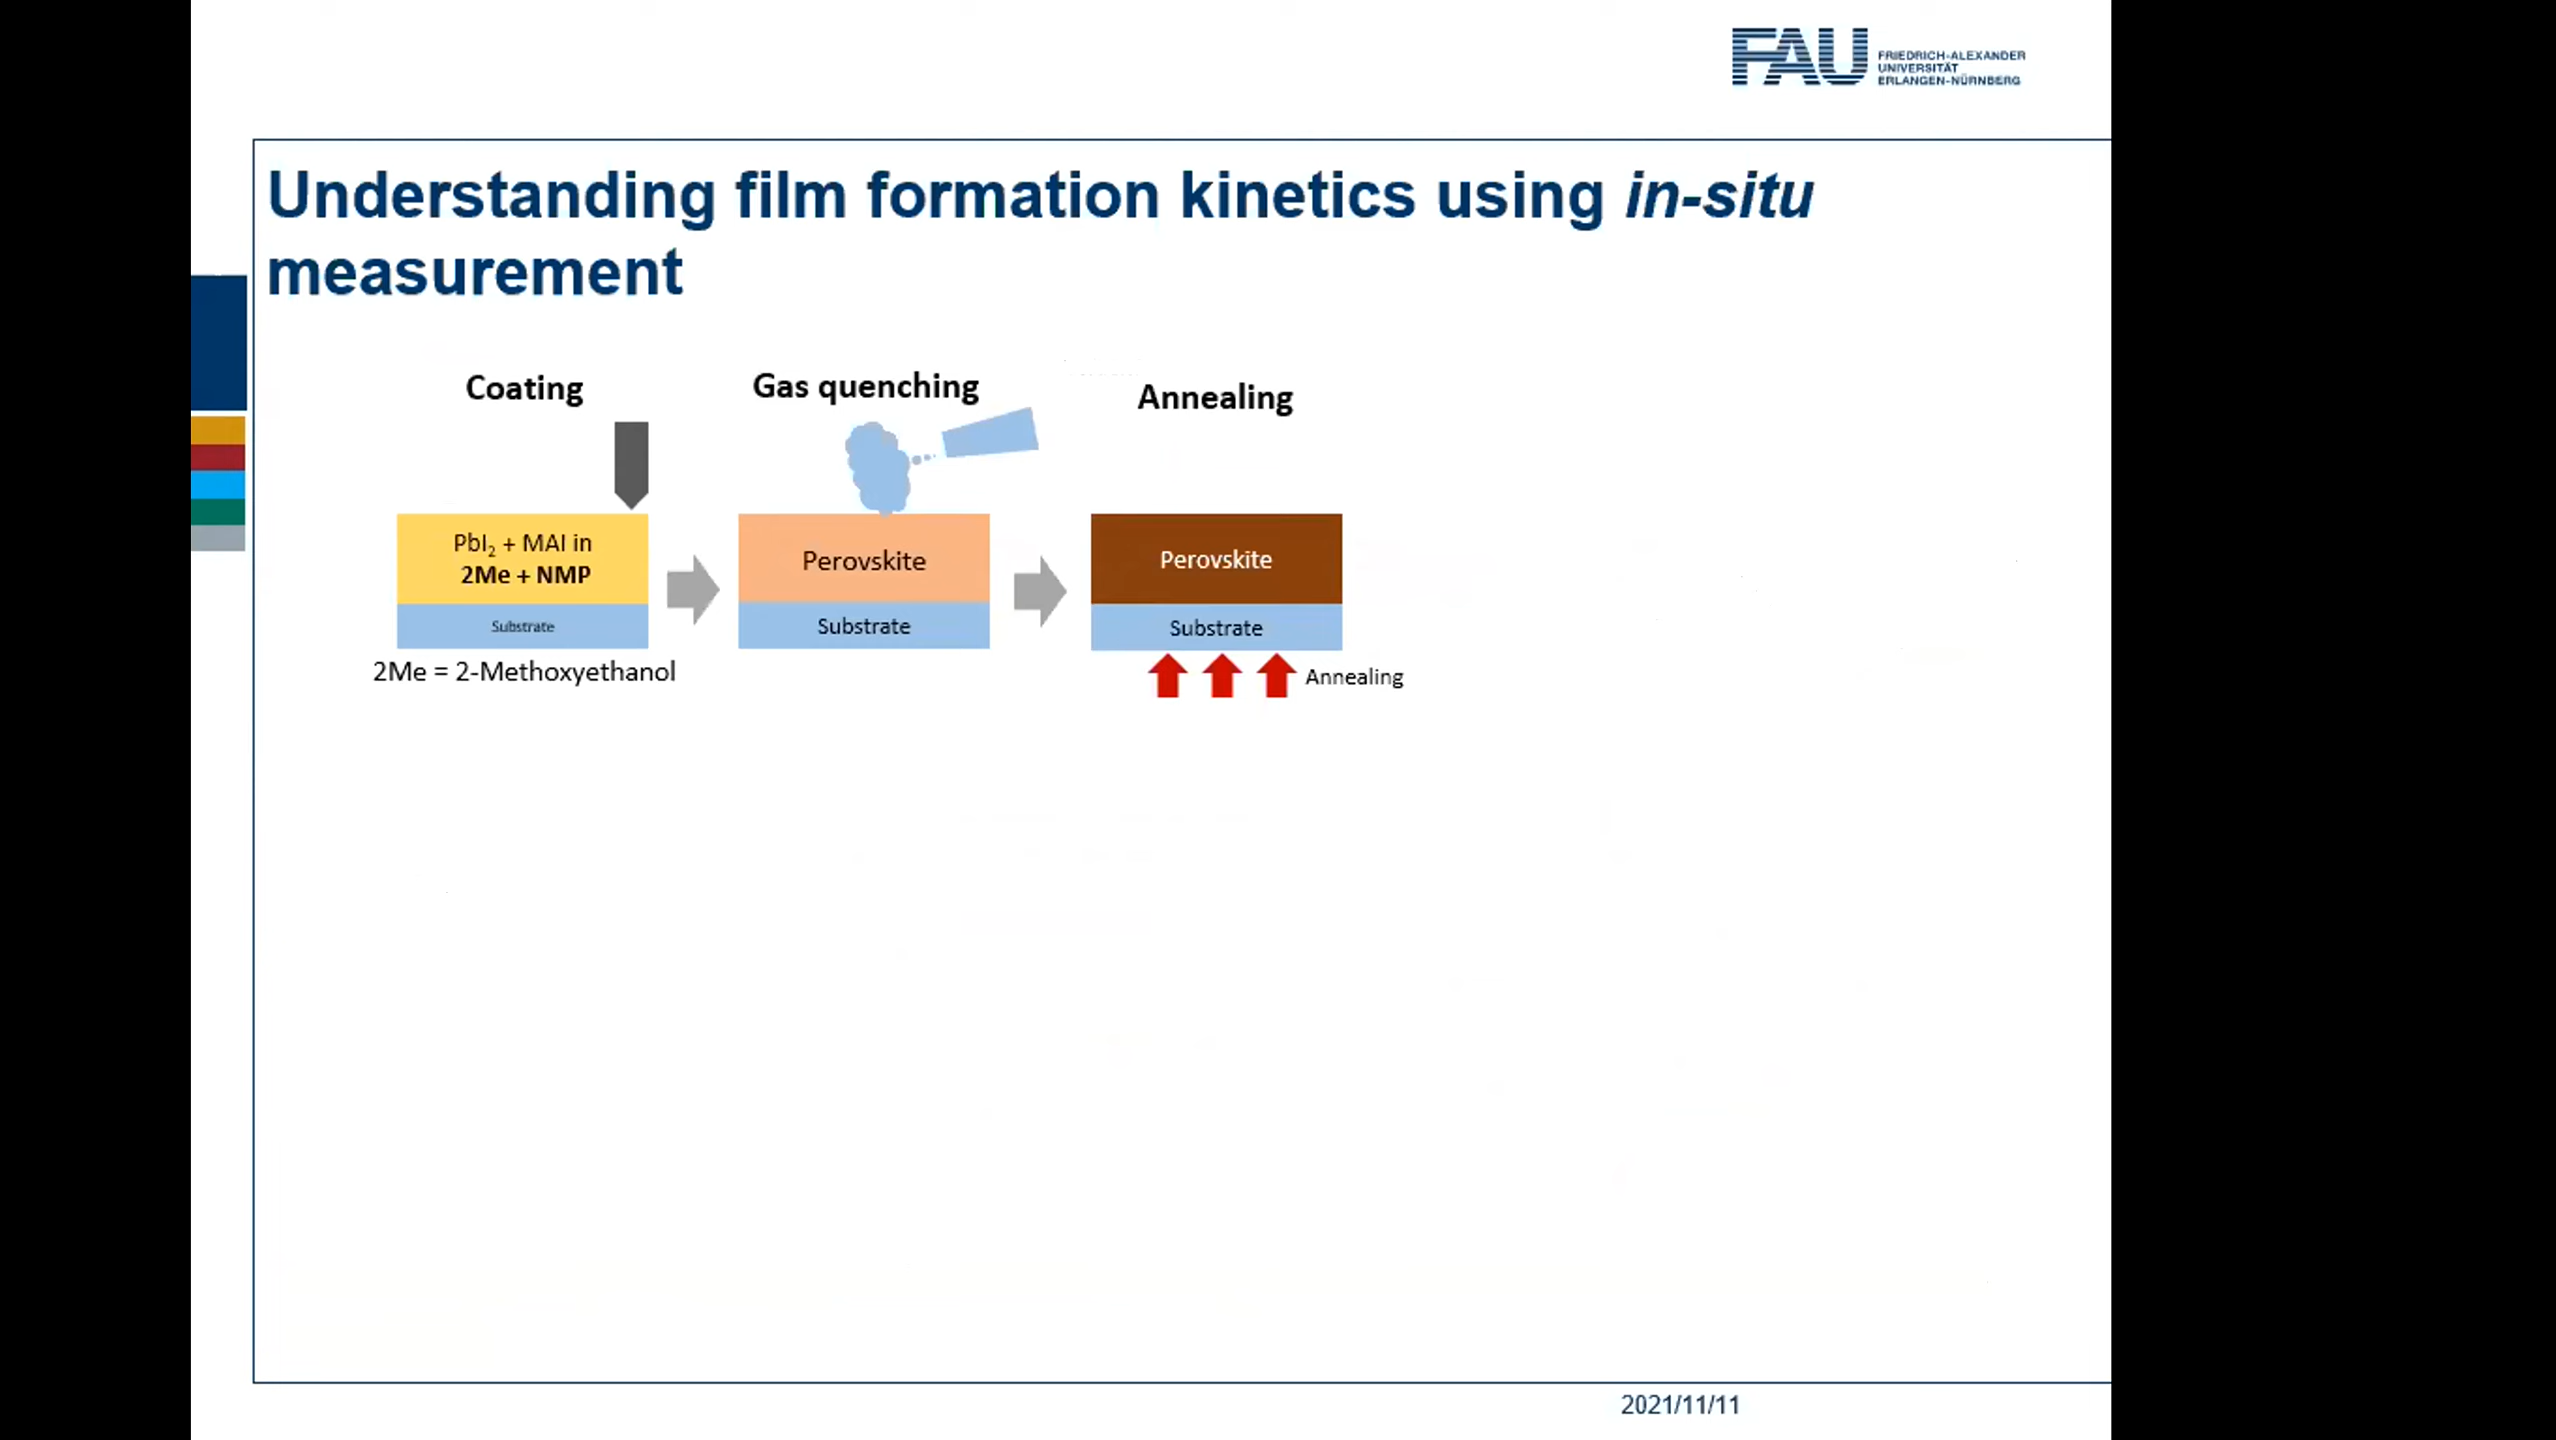 FAU
FRIEDRICH-ALEXANDER
UNIVERSITÄT
ERLANGEN-NÜRNBERG
Understanding film formation kinetics using in-situ
measurement
Coating
Gas quenching
Annealing
PbI₂ + MAI in
2Me + NMP
Substrate
2Me = 2-Methoxyethanol
Perovskite
Substrate
Perovskite
Substrate
Annealing
2021/11/11